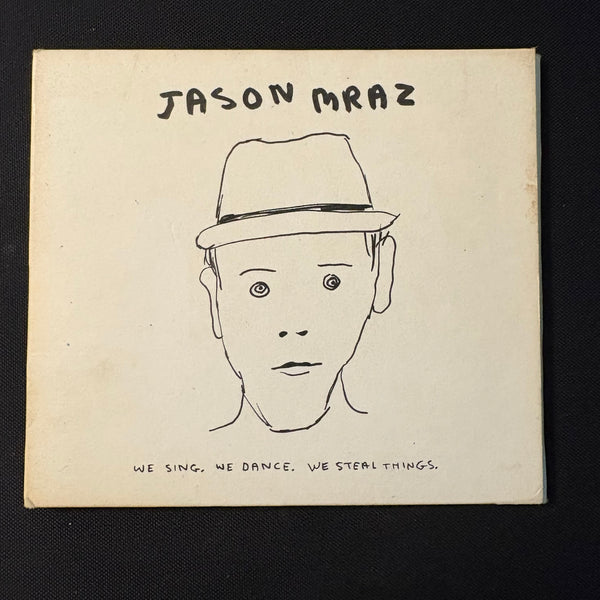 JASON MRAZ
WE SING. WE DANCE. WE STEAL THINGS.